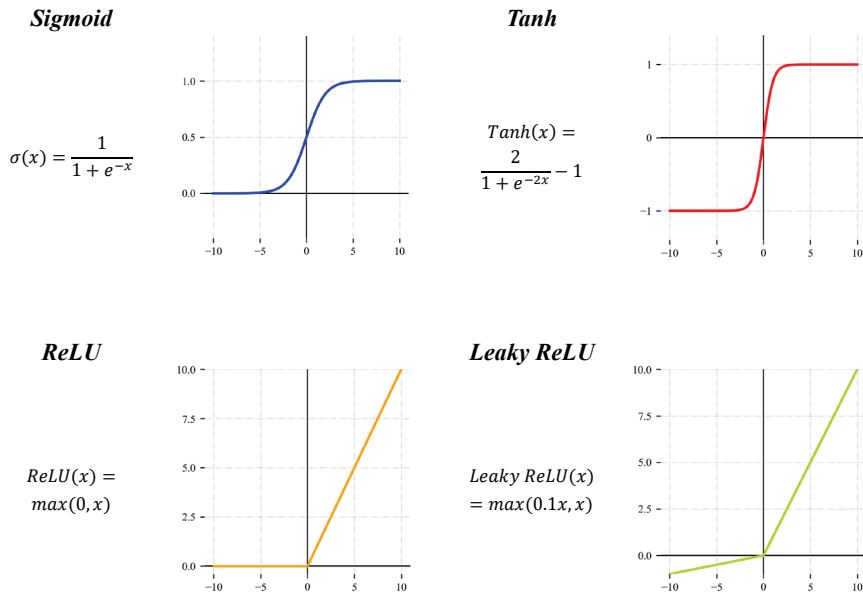 Sigmoid
σ(x) = 1 / (1 + e^{-x})
1.0
0.5
0.0
−10 −5 0 5 10
Tanh
Tanh(x) =
2 / (1 + e^{-2x}) − 1
1
0
−1
−10 −5 0 5 10
ReLU
ReLU(x) =
max(0, x)
10.0
7.5
5.0
2.5
0.0
−10 −5 0 5 10
Leaky ReLU
Leaky ReLU(x)
= max(0.1x, x)
10.0
7.5
5.0
2.5
0.0
−10 −5 0 5 10